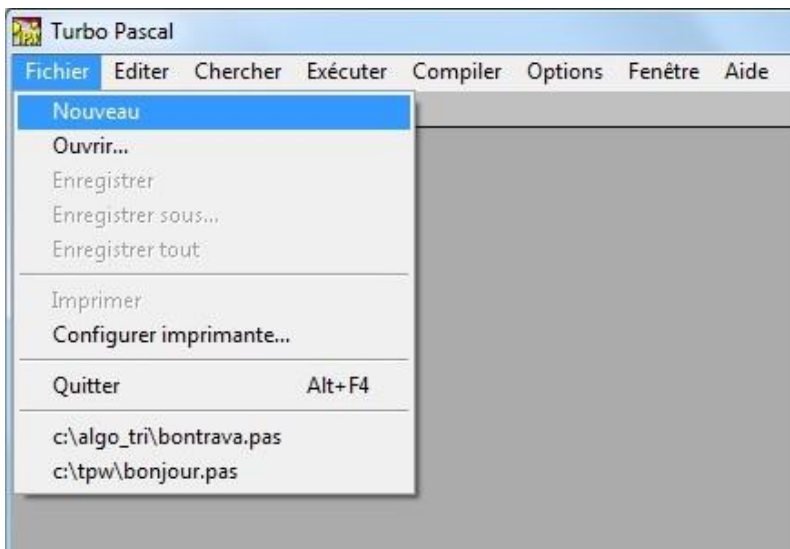 Turbo Pascal
Fichier Editer Chercher Exécuter Compiler Options Fenêtre Aide
Nouveau
Ouvrir...
Enregistrer
Enregistrer sous...
Enregistrer tout
Imprimer
Configurer imprimante...
Quitter Alt+F4
c:\algo_tri\bontrava.pas
c:\tpw\bonjour.pas